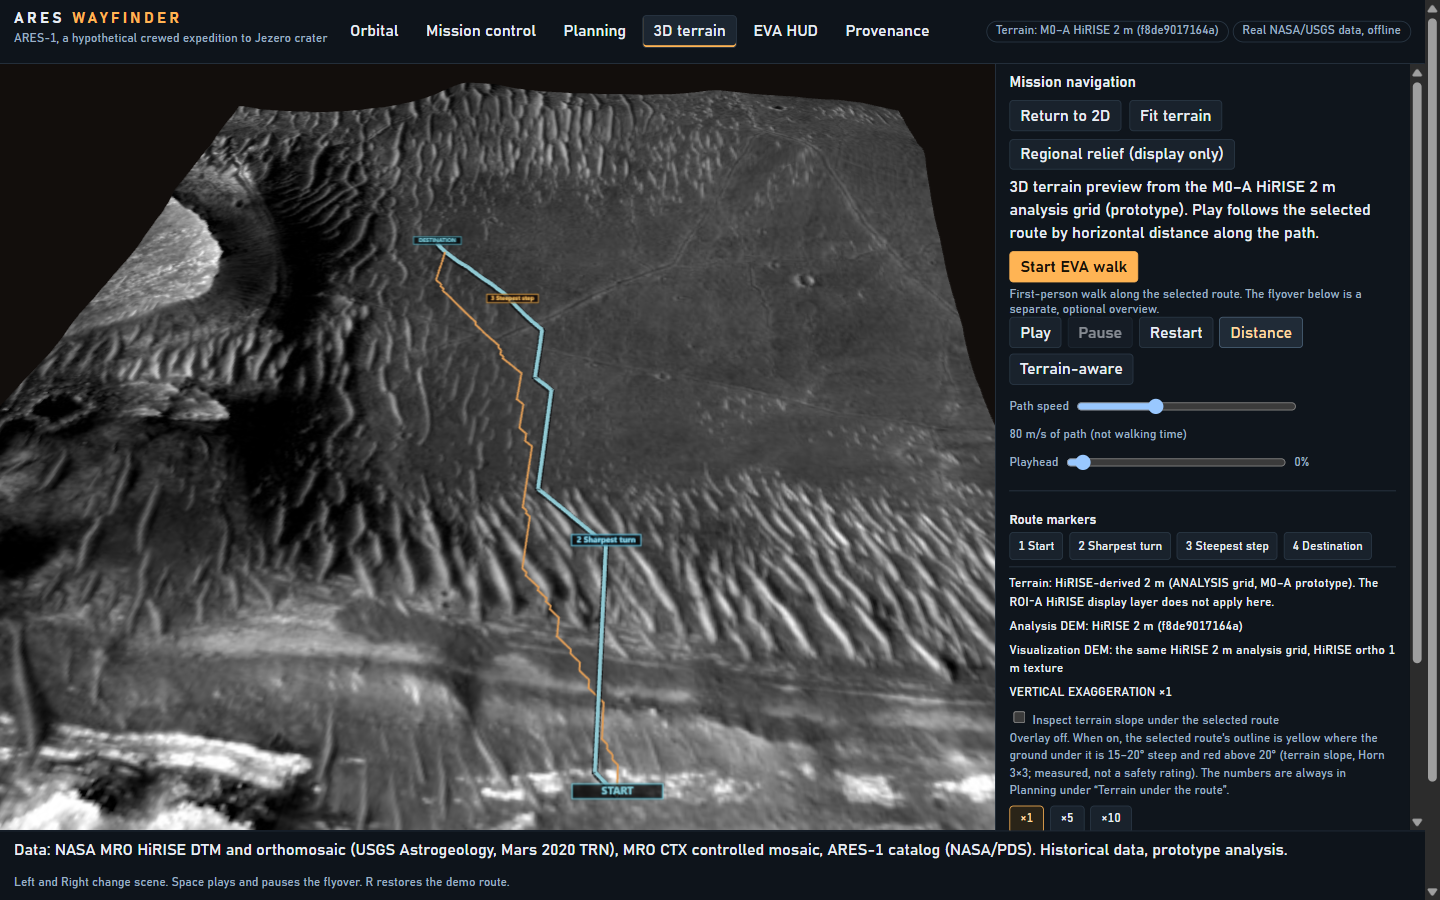 ARES WAYFINDER
ARES-1, a hypothetical crewed expedition to Jezero crater
Orbital
Mission control
Planning
3D terrain
EVA HUD
Provenance
Terrain: M0-A HiRISE 2 m (f8de9017164a)
Real NASA/USGS data, offline
DESTINATION
3 Steepest step
2 Sharpest turn
START
Mission navigation
Return to 2D
Fit terrain
Regional relief (display only)
3D terrain preview from the M0-A HiRISE 2 m
analysis grid (prototype). Play follows the selected
route by horizontal distance along the path.
Start EVA walk
First-person walk along the selected route. The flyover below is a
separate, optional overview.
Play
Pause
Restart
Distance
Terrain-aware
Path speed
80 m/s of path (not walking time)
Playhead
0%
Route markers
1 Start
2 Sharpest turn
3 Steepest step
4 Destination
Terrain: HiRISE-derived 2 m (ANALYSIS grid, M0-A prototype). The
ROI-A HiRISE display layer does not apply here.
Analysis DEM: HiRISE 2 m (f8de9017164a)
Visualization DEM: the same HiRISE 2 m analysis grid, HiRISE ortho 1
m texture
VERTICAL EXAGGERATION ×1
Inspect terrain slope under the selected route
Overlay off. When on, the selected route's outline is yellow where the
ground under it is 15–20° steep and red above 20° (terrain slope, Horn
3×3; measured, not a safety rating). The numbers are always in
Planning under "Terrain under the route".
×1
×5
×10
Data: NASA MRO HiRISE DTM and orthomosaic (USGS Astrogeology, Mars 2020 TRN), MRO CTX controlled mosaic, ARES-1 catalog (NASA/PDS). Historical data, prototype analysis.
Left and Right change scene. Space plays and pauses the flyover. R restores the demo route.